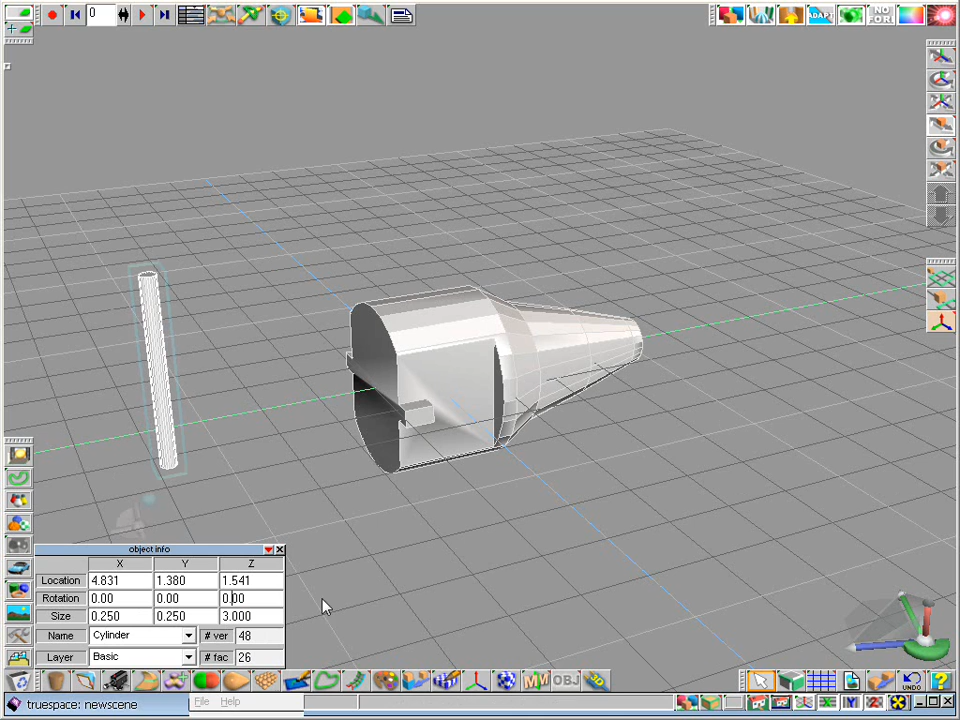 0
ADAPT
NO
object info
X Y Z
Location 4.831 1.380 1.541
Rotation 0.00 0.00 0.00
Size 0.250 0.250 3.000
Name Cylinder # ver 48
Layer Basic # fac 26
MV OBJ
UNDO ?
truespace: newscene File Help
X Y Z